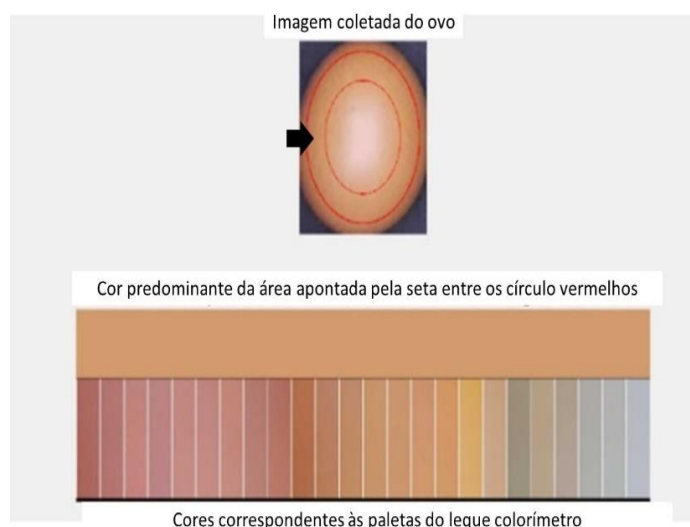 Imagem coletada do ovo
Cor predominante da área apontada pela seta entre os círculo vermelhos
Cores correspondentes às paletas do leque colorímetro